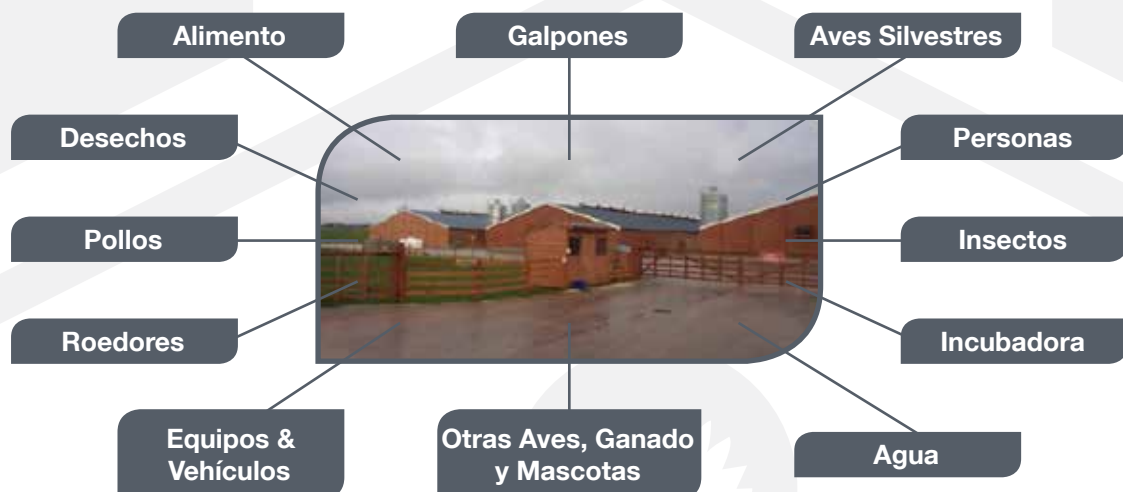 Alimento
Galpones
Aves Silvestres
Desechos
Personas
Pollos
Insectos
Roedores
Incubadora
Equipos &
Vehículos
Otras Aves, Ganado
y Mascotas
Agua